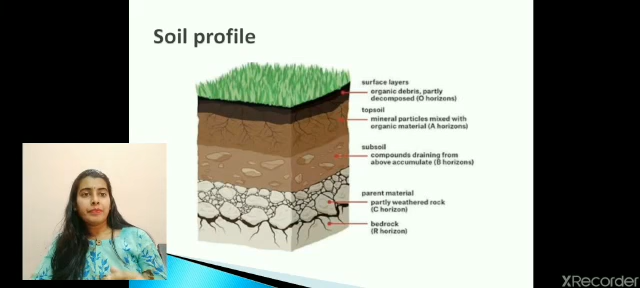 Soil profile
surface layers
organic debris, partly
decomposed (O horizons)
topsoil
mineral particles mixed with
organic material (A horizons)
subsoil
compounds draining from
above accumulate (B horizons)
parent material
partly weathered rock
(C horizon)
bedrock
(R horizon)
XRecorder